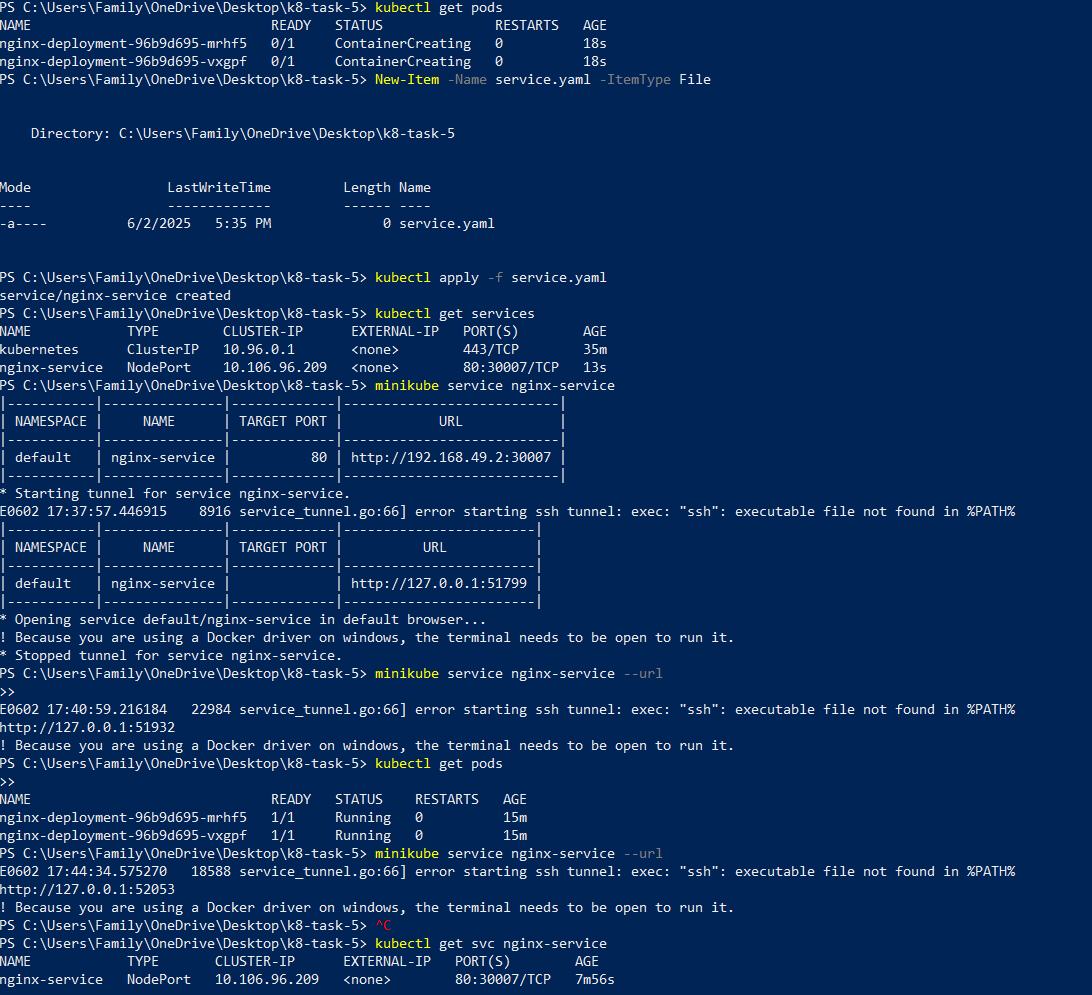 PS C:\Users\Family\OneDrive\Desktop\k8-task-5> kubectl get pods
NAME                              READY   STATUS              RESTARTS   AGE
nginx-deployment-96b9d695-mrhf5   0/1     ContainerCreating   0          18s
nginx-deployment-96b9d695-vxgpf   0/1     ContainerCreating   0          18s
PS C:\Users\Family\OneDrive\Desktop\k8-task-5> New-Item -Name service.yaml -ItemType File
Directory: C:\Users\Family\OneDrive\Desktop\k8-task-5
Mode                 LastWriteTime         Length Name
----                 -------------         ------ ----
-a----          6/2/2025   5:35 PM              0 service.yaml
PS C:\Users\Family\OneDrive\Desktop\k8-task-5> kubectl apply -f service.yaml
service/nginx-service created
PS C:\Users\Family\OneDrive\Desktop\k8-task-5> kubectl get services
NAME            TYPE        CLUSTER-IP      EXTERNAL-IP   PORT(S)        AGE
kubernetes      ClusterIP   10.96.0.1       <none>        443/TCP        35m
nginx-service   NodePort    10.106.96.209   <none>        80:30007/TCP   13s
PS C:\Users\Family\OneDrive\Desktop\k8-task-5> minikube service nginx-service
|-----------|---------------|-------------|---------------------------|
| NAMESPACE |     NAME      | TARGET PORT |            URL            |
|-----------|---------------|-------------|---------------------------|
| default   | nginx-service |          80 | http://192.168.49.2:30007 |
|-----------|---------------|-------------|---------------------------|
* Starting tunnel for service nginx-service.
E0602 17:37:57.446915    8916 service_tunnel.go:66] error starting ssh tunnel: exec: "ssh": executable file not found in %PATH%
|-----------|---------------|-------------|------------------------|
| NAMESPACE |     NAME      | TARGET PORT |          URL           |
|-----------|---------------|-------------|------------------------|
| default   | nginx-service |             | http://127.0.0.1:51799 |
|-----------|---------------|-------------|------------------------|
* Opening service default/nginx-service in default browser...
! Because you are using a Docker driver on windows, the terminal needs to be open to run it.
* Stopped tunnel for service nginx-service.
PS C:\Users\Family\OneDrive\Desktop\k8-task-5> minikube service nginx-service --url
>>
E0602 17:40:59.216184   22984 service_tunnel.go:66] error starting ssh tunnel: exec: "ssh": executable file not found in %PATH%
http://127.0.0.1:51932
! Because you are using a Docker driver on windows, the terminal needs to be open to run it.
PS C:\Users\Family\OneDrive\Desktop\k8-task-5> kubectl get pods
>>
NAME                              READY   STATUS    RESTARTS   AGE
nginx-deployment-96b9d695-mrhf5   1/1     Running   0          15m
nginx-deployment-96b9d695-vxgpf   1/1     Running   0          15m
PS C:\Users\Family\OneDrive\Desktop\k8-task-5> minikube service nginx-service --url
E0602 17:44:34.575270   18588 service_tunnel.go:66] error starting ssh tunnel: exec: "ssh": executable file not found in %PATH%
http://127.0.0.1:52053
! Because you are using a Docker driver on windows, the terminal needs to be open to run it.
PS C:\Users\Family\OneDrive\Desktop\k8-task-5> ^C
PS C:\Users\Family\OneDrive\Desktop\k8-task-5> kubectl get svc nginx-service
NAME            TYPE       CLUSTER-IP      EXTERNAL-IP   PORT(S)        AGE
nginx-service   NodePort   10.106.96.209   <none>        80:30007/TCP   7m56s